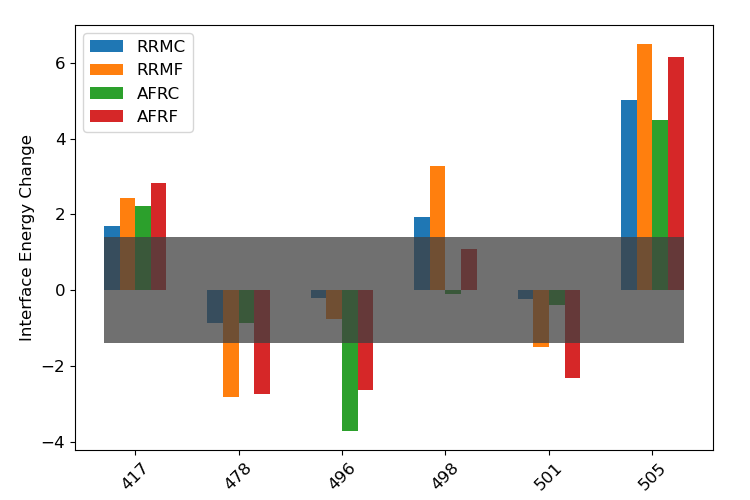 RRMC
RRMF
AFRC
AFRF
Interface Energy Change
6
4
2
0
−2
−4
417
478
496
498
501
505